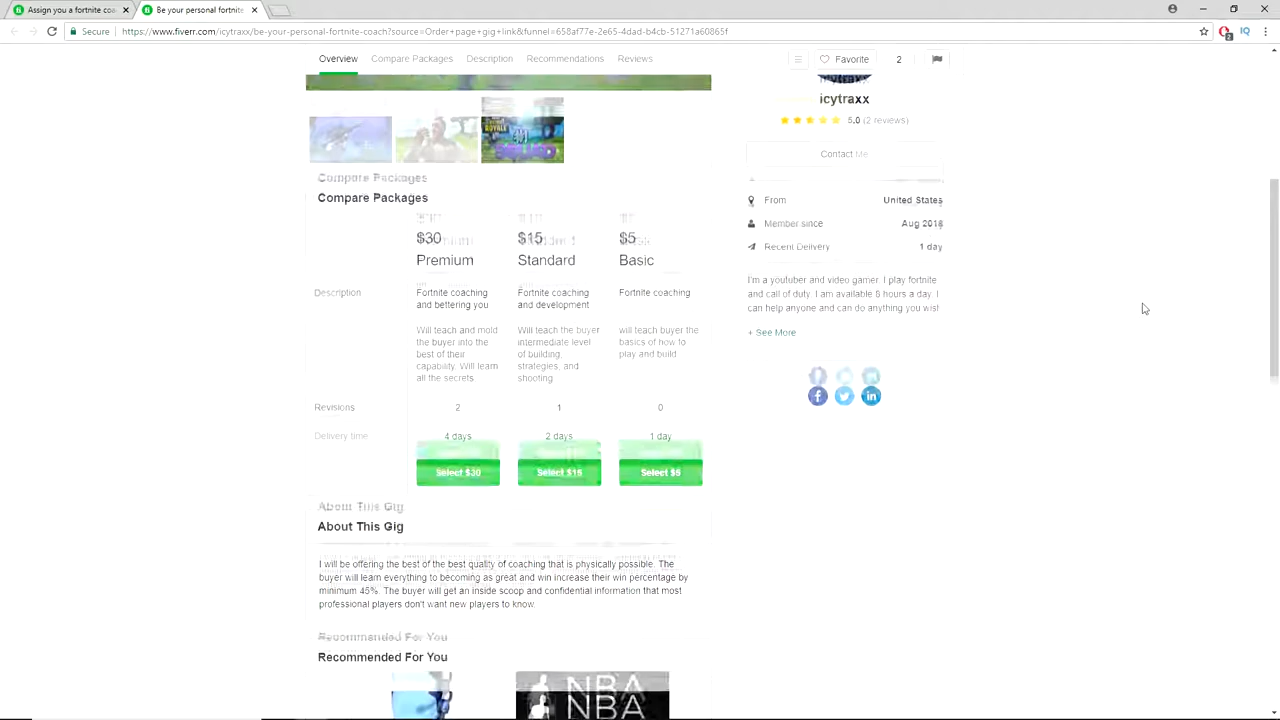 Assign you a fortnite coa
Be your personal fortnite
Secure
https://www.fiverr.com/icytraxx/be-your-personal-fortnite-coach?source=Order+page+gig+link&funnel=658af77e-2e65-4dad-b4cb-51271a60865f
Overview
Compare Packages
Description
Recommendations
Reviews
Favorite
2
icytraxx
5.0 (2 reviews)
Contact Me
From
United States
Member since
Aug 2018
Recent Delivery
1 day
I'm a youtuber and video gamer. I play fortnite
and call of duty. I am available 8 hours a day. I
can help anyone and can do anything you wish
+ See More
Compare Packages
$30
$15
$5
Premium
Standard
Basic
Description
Fortnite coaching
and bettering you
Fortnite coaching
and development
Fortnite coaching
Will teach and mold
the buyer into the
best of their
capability. Will learn
all the secrets
Will teach the buyer
intermediate level
of building,
strategies, and
shooting
will teach buyer the
basics of how to
play and build
Revisions
2
1
0
Delivery time
4 days
2 days
1 day
Select $30
Select $15
Select $5
About This Gig
I will be offering the best of the best quality of coaching that is physically possible. The
buyer will learn everything to becoming as great and win increase their win percentage by
minimum 45%. The buyer will get an inside scoop and confidential information that most
professional players don't want new players to know.
Recommended For You
NBA
NBA